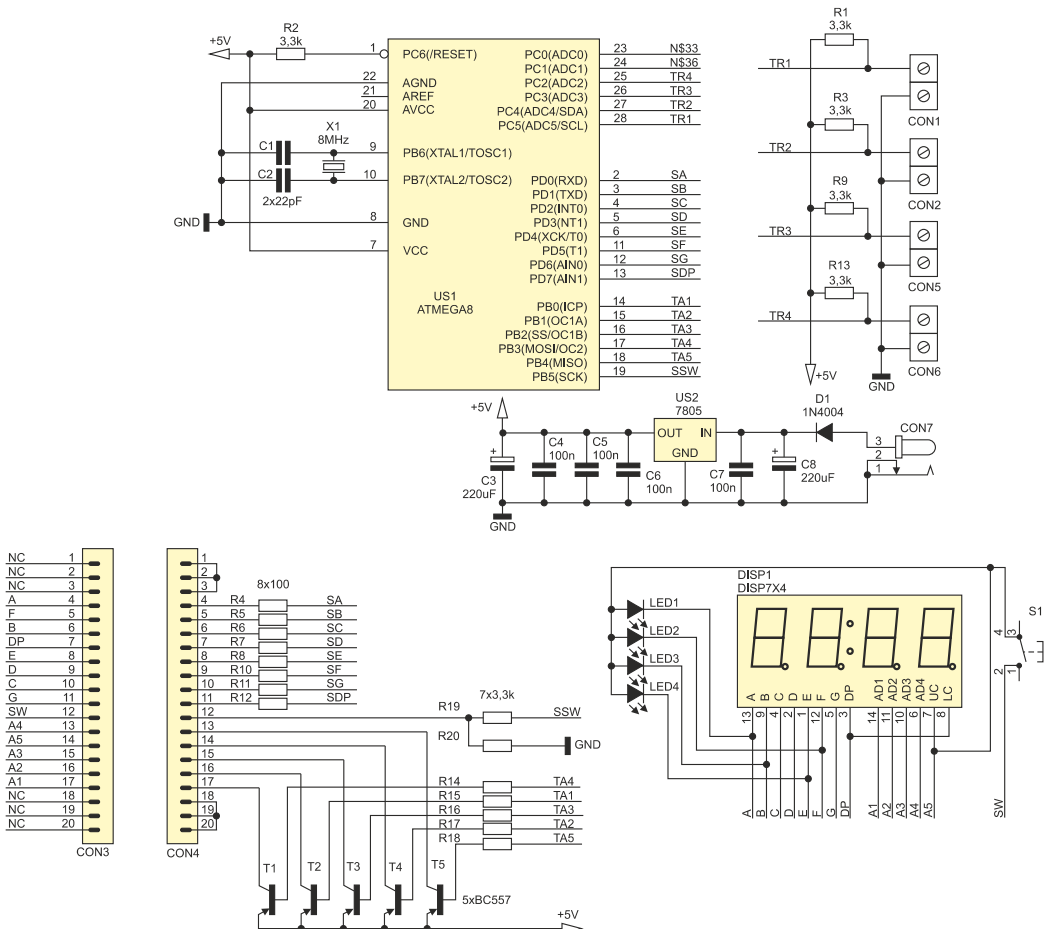 R2
3,3k
+5V
1
PC6(/RESET)
22
AGND
21
AREF
20
AVCC
X1
8MHz
C1
9
PB6(XTAL1/TOSC1)
C2
10
PB7(XTAL2/TOSC2)
2x22pF
GND
8
GND
7
VCC
US1
ATMEGA8
PC0(ADC0) 23 N$33
PC1(ADC1) 24 N$36
PC2(ADC2) 25 TR4
PC3(ADC3) 26 TR3
PC4(ADC4/SDA) 27 TR2
PC5(ADC5/SCL) 28 TR1
PD0(RXD) 2 SA
PD1(TXD) 3 SB
PD2(INT0) 4 SC
PD3(NT1) 5 SD
PD4(XCK/T0) 6 SE
PD5(T1) 11 SF
PD6(AIN0) 12 SG
PD7(AIN1) 13 SDP
PB0(ICP) 14 TA1
PB1(OC1A) 15 TA2
PB2(SS/OC1B) 16 TA3
PB3(MOSI/OC2) 17 TA4
PB4(MISO) 18 TA5
PB5(SCK) 19 SSW
R1
3,3k
TR1
CON1
R3
3,3k
TR2
CON2
R9
3,3k
TR3
CON5
R13
3,3k
TR4
CON6
+5V
GND
+5V
US2
7805
OUT IN
GND
D1
1N4004
CON7
3
2
1
+
C3
220uF
C4
100n
C5
100n
C6
100n
C7
100n
+
C8
220uF
GND
NC 1
NC 2
NC 3
A 4
F 5
B 6
DP 7
E 8
D 9
C 10
G 11
SW 12
A4 13
A5 14
A3 15
A2 16
A1 17
NC 18
NC 19
NC 20
CON3
1
2
3
4
5
6
7
8
9
10
11
12
13
14
15
16
17
18
19
20
CON4
8x100
R4 SA
R5 SB
R6 SC
R7 SD
R8 SE
R10 SF
R11 SG
R12 SDP
7x3,3k
R19 SSW
R20 GND
R14 TA4
R15 TA1
R16 TA3
R17 TA2
R18 TA5
T1 T2 T3 T4 T5
5xBC557
+5V
LED1
LED2
LED3
LED4
DISP1
DISP7X4
A B C D E F G DP AD1 AD2 AD3 AD4 UC LC
13 9 4 2 1 12 5 3 14 11 10 6 7 8
A B C D E F G DP A1 A2 A3 A4 A5 SW
S1
4 3
2 1